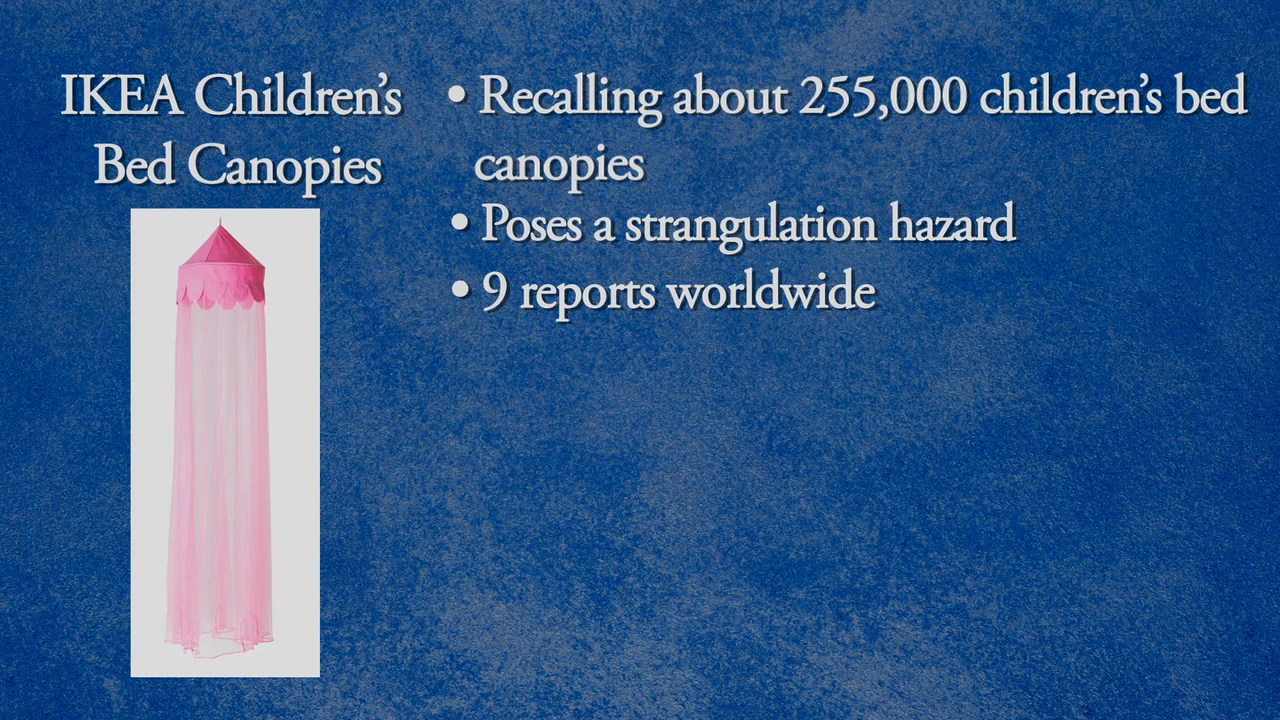 IKEA Children’s
Bed Canopies
• Recalling about 255,000 children’s bed
canopies
• Poses a strangulation hazard
• 9 reports worldwide